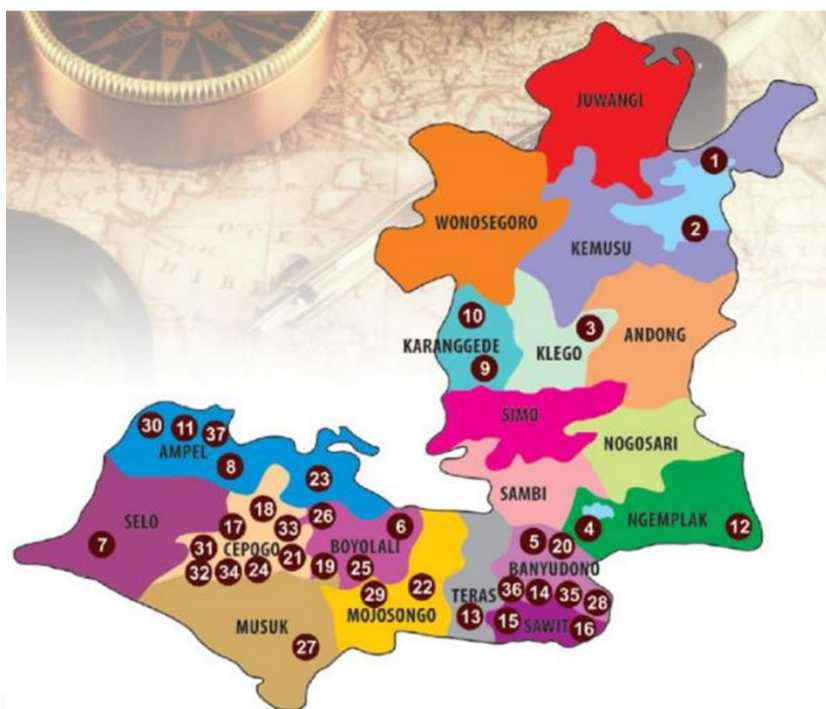 JUWANGI
1
WONOSEGORO
2
KEMUSU
10
3
ANDONG
KARANGGEDE
KLEGO
9
SIMO
30 11 37
NOGOSARI
AMPEL
8
23
SAMBI
18
26
6
NGEMPLAK
SELO
17
33
4
12
7
31
CEPOGO
BOYOLALI
5 20
32 34 24 21 19 25
BANYUDONO
29
22
TERAS
36 14 35 28
MOJOSONGO
13
15
SAWIT
16
MUSUK
27